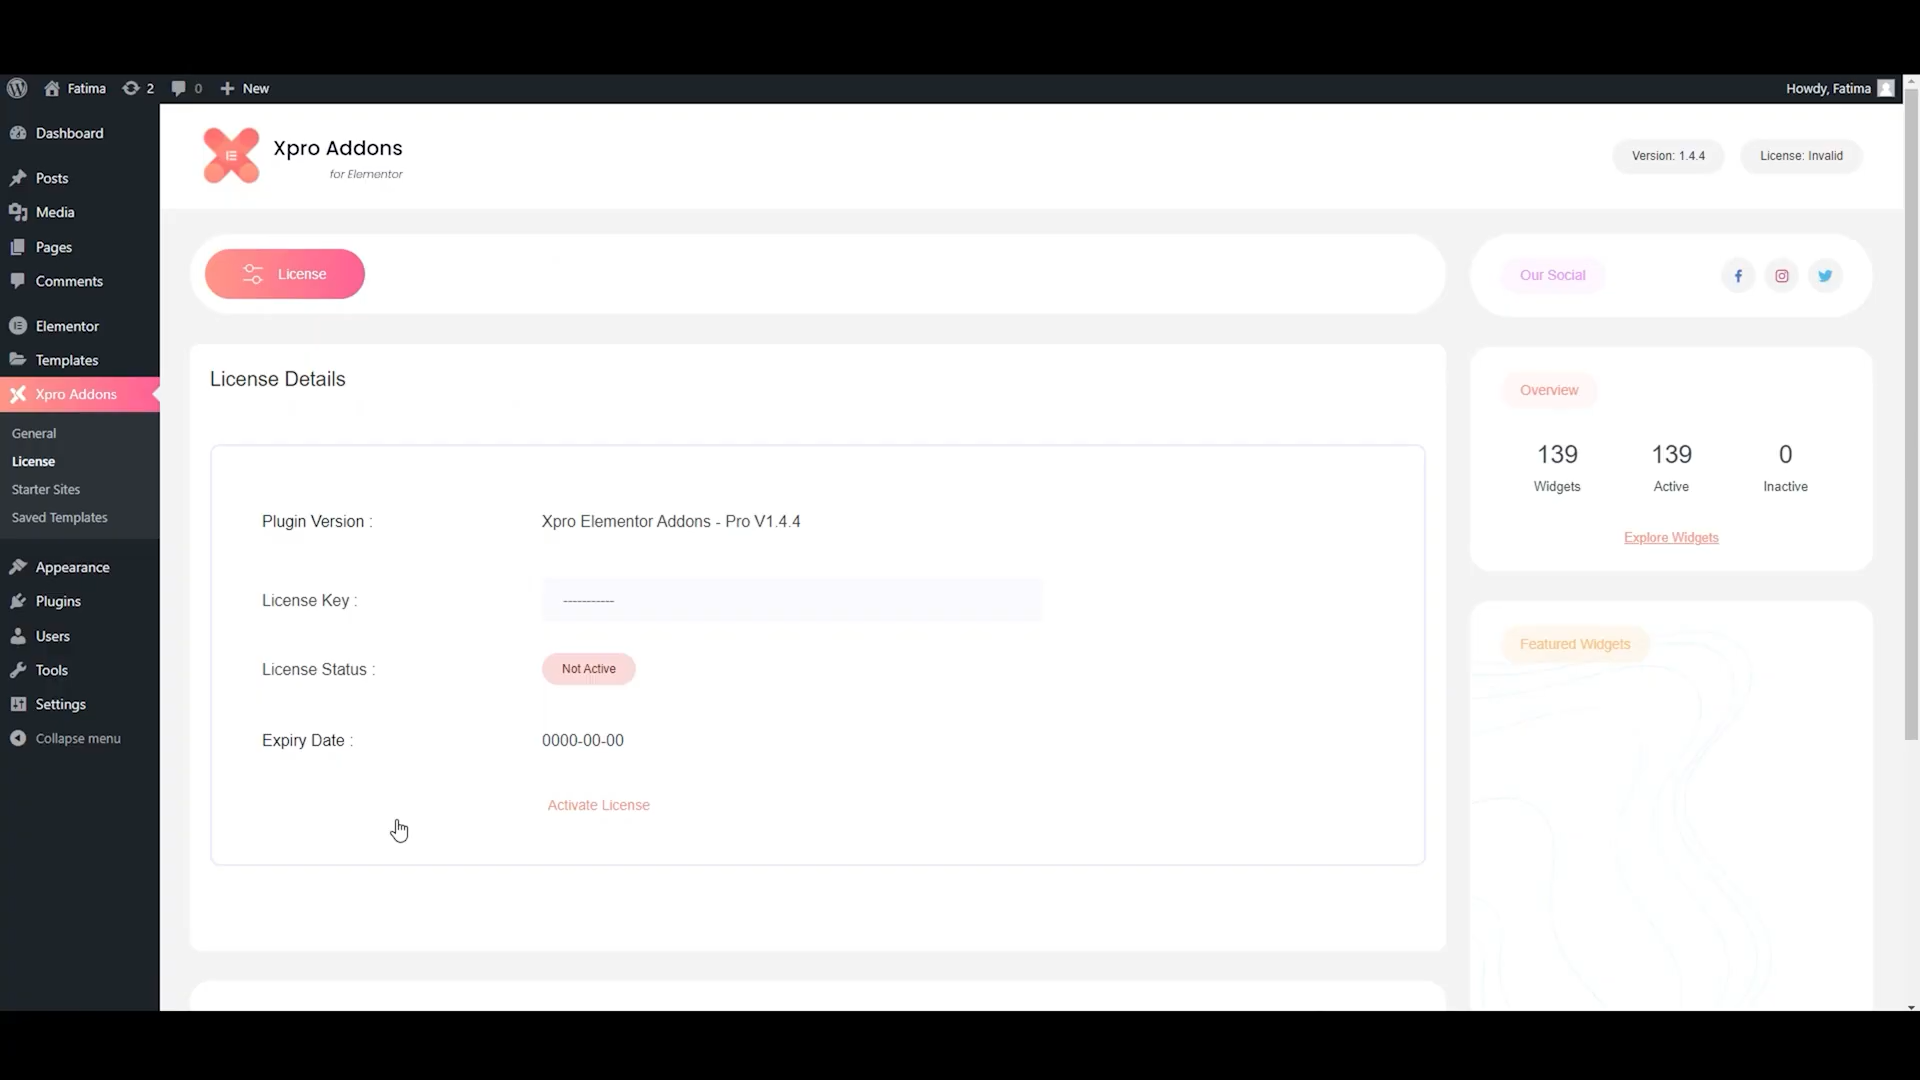 Fatima 2 0 New Howdy, Fatima
Dashboard
Posts
Media
Pages
Comments
Elementor
Templates
Xpro Addons
General
License
Starter Sites
Saved Templates
Appearance
Plugins
Users
Tools
Settings
Collapse menu
Xpro Addons
for Elementor
Version: 1.4.4 License: Invalid
License
License Details
Plugin Version : Xpro Elementor Addons - Pro V1.4.4
License Key : -----------
License Status : Not Active
Expiry Date : 0000-00-00
Activate License
Our Social
Overview
139 139 0
Widgets Active Inactive
Explore Widgets
Featured Widgets